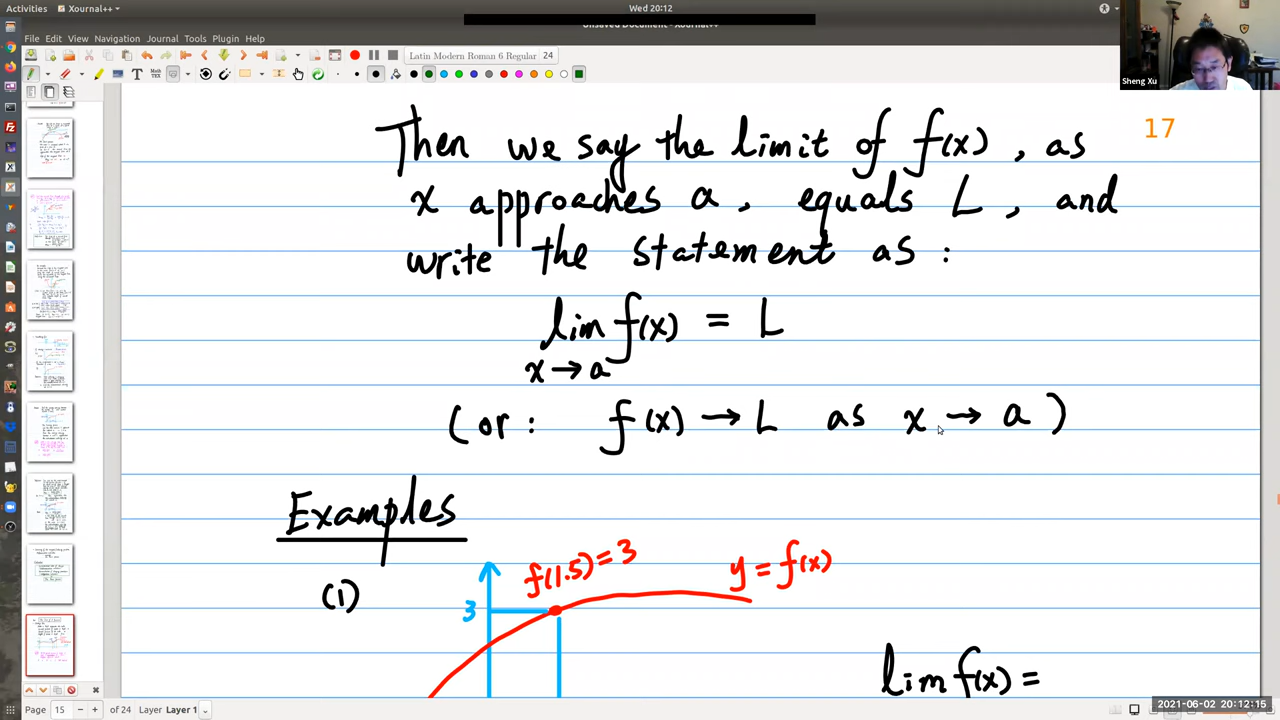 Activities
Xournal++
Wed 20:12
Unsaved Document - Xournal++
File Edit View Navigation Journal Tools Plugin Help
Latin Modern Roman 6 Regular 24
Sheng Xu
17
Then we say the limit of f(x), as
x approaches a, equals L, and
write the statement as:
lim f(x) = L
x → a
(or: f(x) → L as x → a)
Examples
(1)
f(1.5) = 3
y = f(x)
3
lim f(x) =
Page 15 of 24 Layer Layer 1
2021-06-02 20:12:15